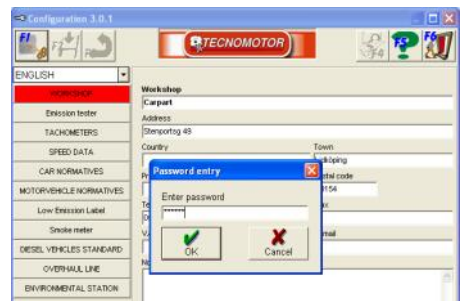 Configuration 3.0.1
F1
TECNOMOTOR
F4
F5
F6
ENGLISH
WORKSHOP
Emission tester
TACHOMETERS
SPEED DATA
CAR NORMATIVES
MOTORVEHICLE NORMATIVES
Low Emission Label
Smoke meter
DIESEL VEHICLES STANDARD
OVERHAUL LINE
ENVIRONMENTAL STATION
Workshop
Carpart
Address
Stenportsg 49
Country
Town
Password entry
Enter password
******
OK
Cancel